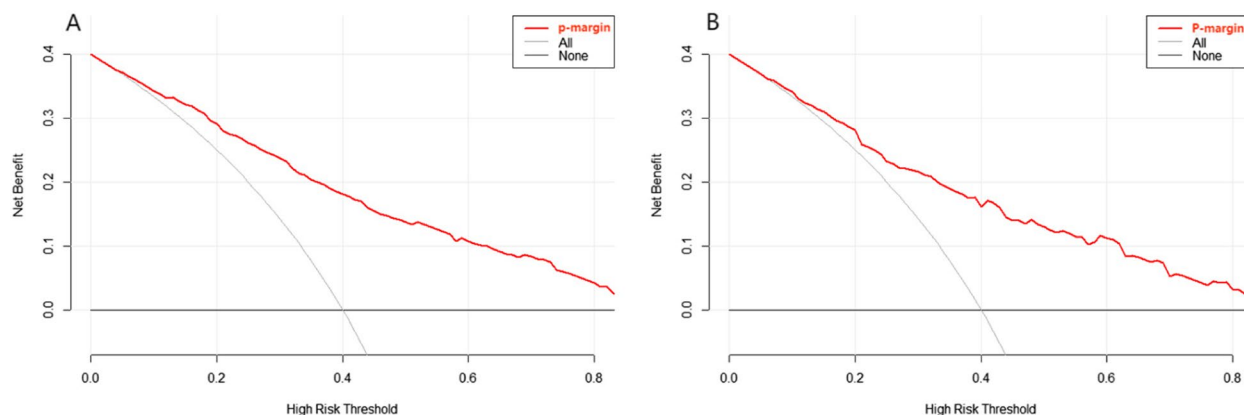 A
p-margin
All
None
0.4
0.3
0.2
0.1
0.0
Net Benefit
0.0 0.2 0.4 0.6 0.8
High Risk Threshold
B
P-margin
All
None
0.4
0.3
0.2
0.1
0.0
Net Benefit
0.0 0.2 0.4 0.6 0.8
High Risk Threshold